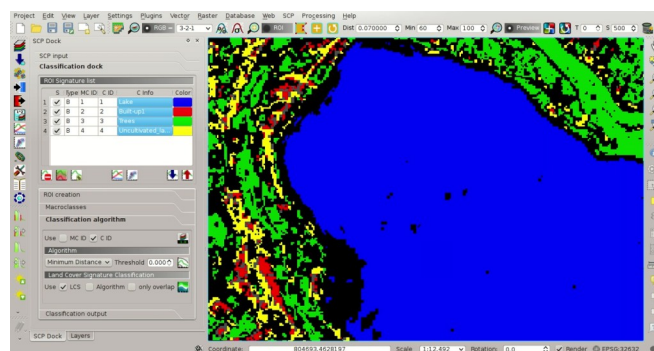 Project Edit View Layer Settings Plugins Vector Raster Database Web SCP Processing Help
RGB = 3-2-1 ROI Dist 0.070000 Min 60 Max 100 Preview T 0 S 500
SCP Dock
SCP input
Classification dock
ROI Signature list
S Type MC ID C ID C Info Color
1 B 1 1 Lake
2 B 2 2 Built-up1
3 B 3 3 Trees
4 B 4 4 Uncultivated_la
ROI creation
Macroclasses
Classification algorithm
Use MC ID C ID
Algorithm
Minimum Distance Threshold 0.000
Land Cover Signature Classification
Use LCS Algorithm only overlap
Classification output
SCP Dock Layers
Coordinate: 804693,4628197 Scale 1:12,492 Rotation: 0.0 Render EPSG:32632